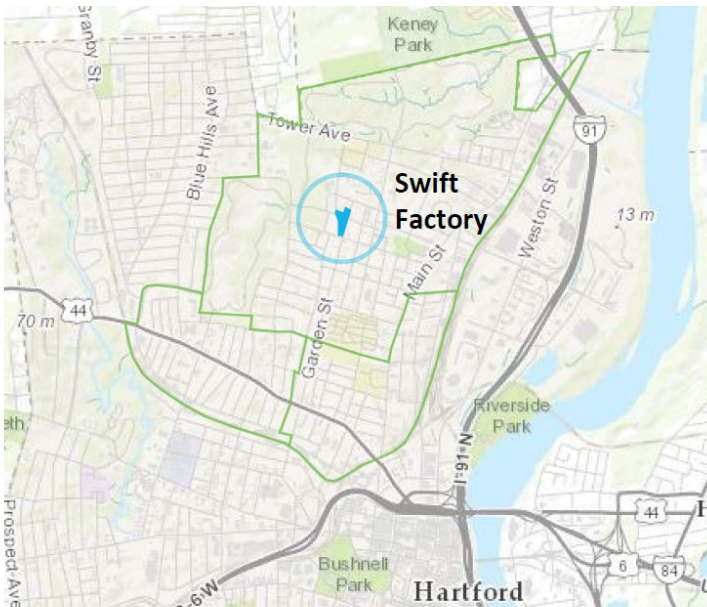 Granby St
Keney
Park
Tower Ave
91
Blue Hills Ave
Swift
Factory
Weston St
13 m
Main St
44
70 m
Garden St
Riverside
Park
I-91-N
Prospect Ave
44
6
84
Bushnell
Park
Hartford